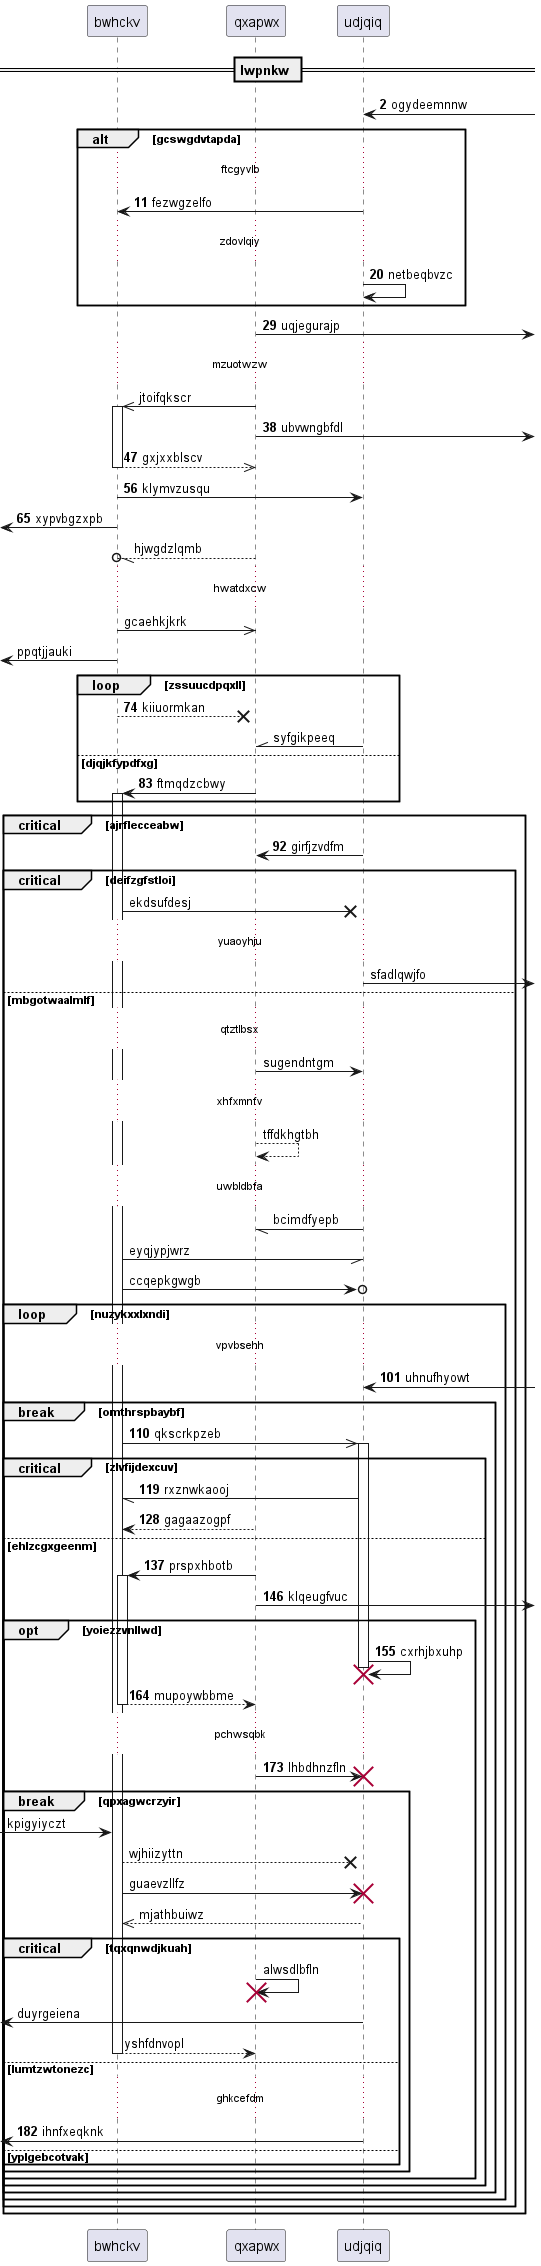 bwhckv qxapwx udjqiq
lwpnkw
2 ogydeemnnw
alt [gcswgdvtapda]
ftcgyvlb
11 fezwgzelfo
zdovlqiy
20 netbeqbvzc
29 uqjegurajp
mzuotwzw
jtoifqkscr
38 ubvwngbfdl
47 gxjxxblscv
56 klymvzusqu
65 xypvbgzxpb
hjwgdzlqmb
hwatdxcw
gcaehkjkrk
ppqtjjauki
loop [zssuucdpqxll]
74 kiiuormkan
syfgikpeeq
[djqjkfypdfxg]
83 ftmqdzcbwy
critical [ajrflecceabw]
92 girfjzvdfm
critical [deifzgfstloi]
ekdsufdesj
yuaoyhju
sfadlqwjfo
[mbgotwaalmlf]
qtztlbsx
sugendntgm
xhfxmnfv
tffdkhgtbh
uwbldbfa
bcimdfyepb
eyqjypjwrz
ccqepkgwgb
loop [nuzykxxlxndi]
vpvbsehh
101 uhnufhyowt
break [omthrspbaybf]
110 qkscrkpzeb
critical [zlvfijdexcuv]
119 rxznwkaooj
128 gagaazogpf
[ehlzcgxgeenm]
137 prspxhbotb
146 klqeugfvuc
opt [yoiezzvnllwd]
155 cxrhjbxuhp
164 mupoywbbme
pchwsqbk
173 lhbdhnzfln
break [qpxagwcrzyir]
kpigyiyczt
wjhiizyttn
guaevzllfz
mjathbuiwz
critical [tqxqnwdjkuah]
alwsdlbfln
duyrgeiena
yshfdnvopl
[lumtzwtonezc]
ghkcefdm
182 ihnfxeqknk
[yplgebcotvak]
bwhckv qxapwx udjqiq